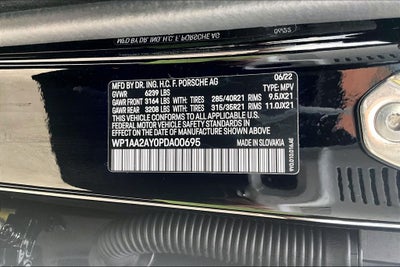 MFD BY DR. ING. H.C. F. PORSCHE AG 06/22
GVWR 6239 LBS TYPE: MPV
GAWR FRONT 3164 LBS WITH TIRES 285/40R21 RIMS 9.5JX21
GAWR REAR 3208 LBS WITH TIRES 315/35R21 RIMS 11.0JX21
THIS VEHICLE CONFORMS TO ALL APPLICABLE U.S.
FEDERAL MOTOR VEHICLE SAFETY STANDARDS IN EFFECT ON
THE DATE OF MANUFACTURE SHOWN ABOVE
WP1AA2AY0PDA00695 MADE IN SLOVAKIA